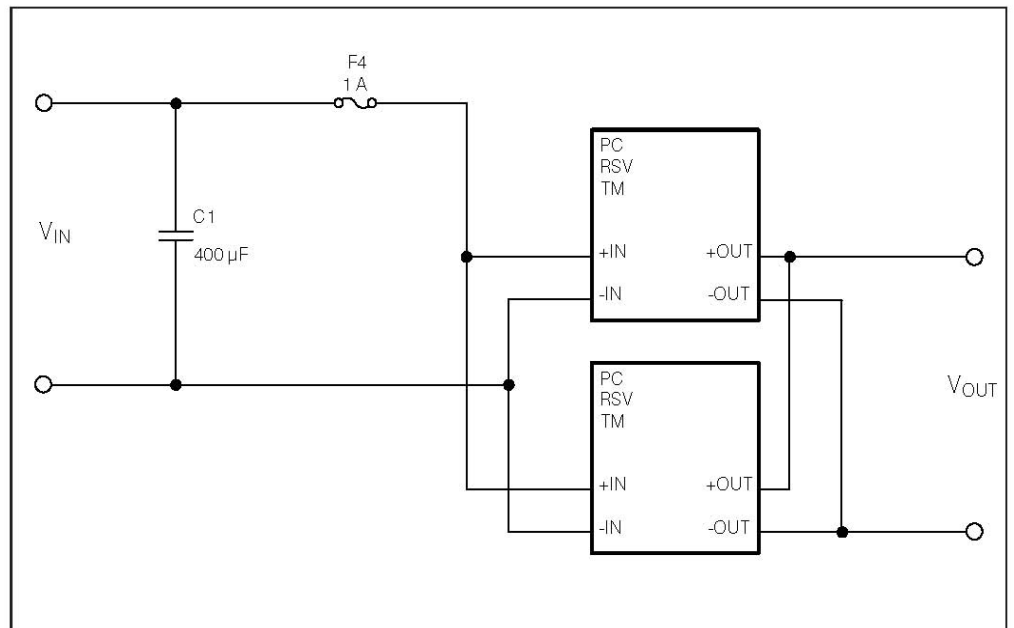 F4
1 A
PC
RSV
TM
+IN
-IN
+OUT
-OUT
C1
400 µF
VIN
PC
RSV
TM
+IN
-IN
+OUT
-OUT
VOUT